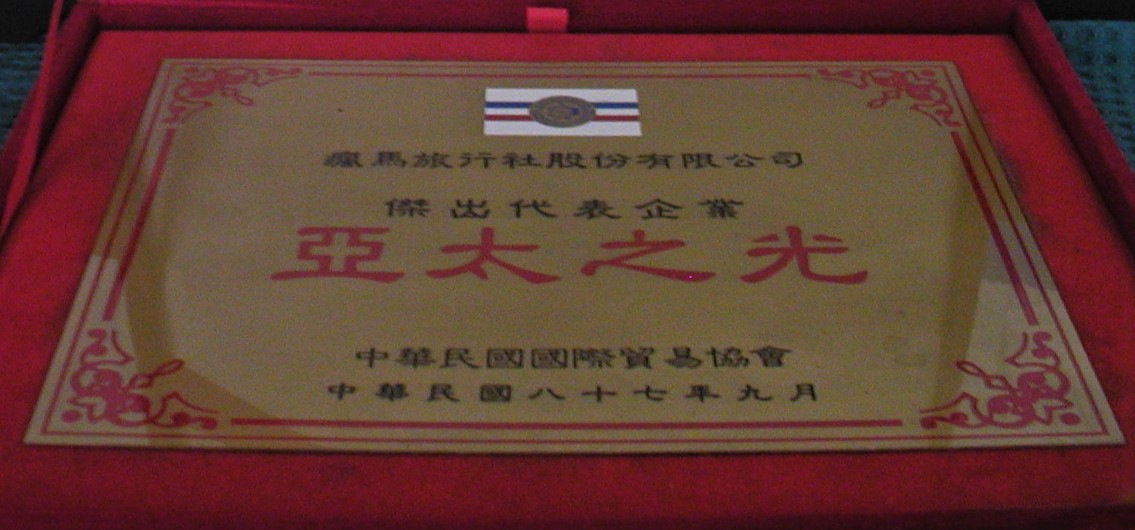 瘋馬旅行社股份有限公司
傑出代表企業
亞太之光
中華民國國際貿易協會
中華民國八十七年九月